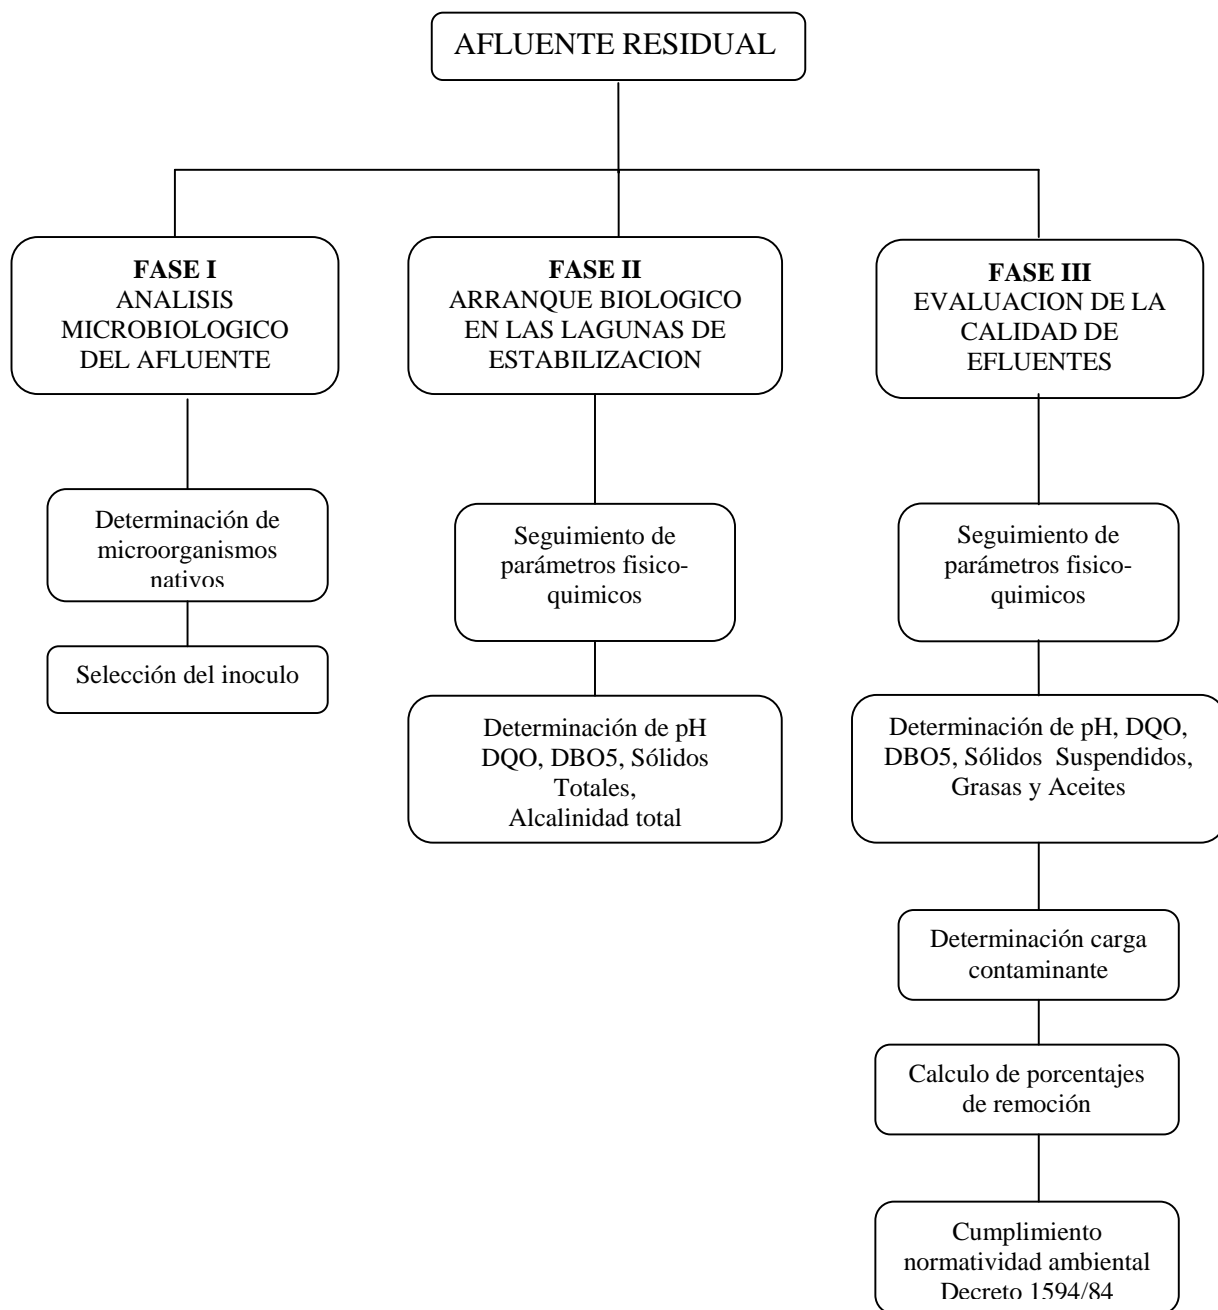 AFLUENTE RESIDUAL
FASE I
ANALISIS
MICROBIOLOGICO
DEL AFLUENTE
Determinación de
microorganismos
nativos
Selección del inoculo
FASE II
ARRANQUE BIOLOGICO
EN LAS LAGUNAS DE
ESTABILIZACION
Seguimiento de
parámetros fisico-
quimicos
Determinación de pH
DQO, DBO5, Sólidos
Totales,
Alcalinidad total
FASE III
EVALUACION DE LA
CALIDAD DE
EFLUENTES
Seguimiento de
parámetros fisico-
quimicos
Determinación de pH, DQO,
DBO5, Sólidos Suspendidos,
Grasas y Aceites
Determinación carga
contaminante
Calculo de porcentajes
de remoción
Cumplimiento
normatividad ambiental
Decreto 1594/84